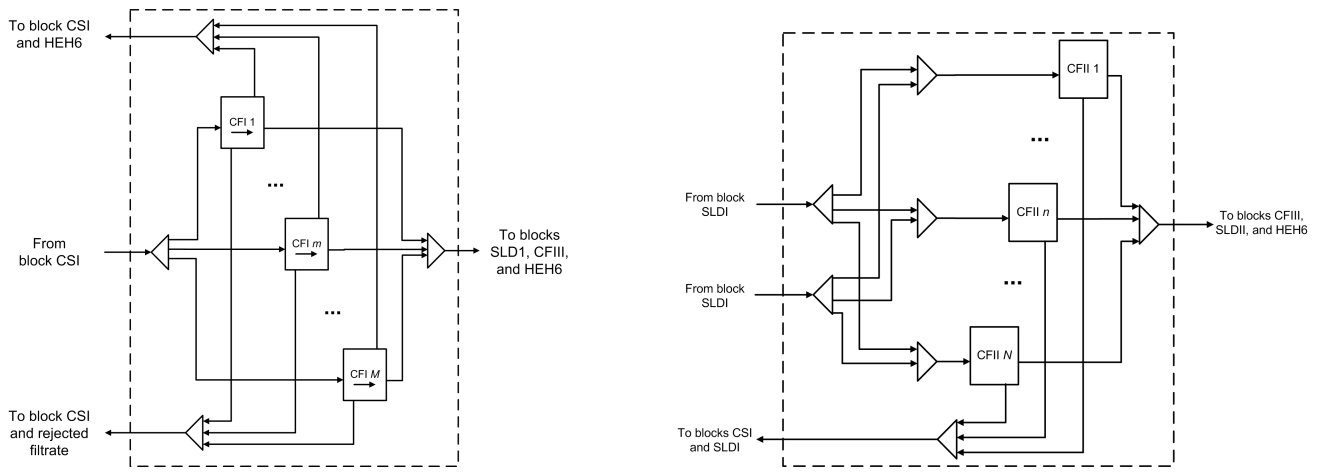 To block CSI
and HEH6
CFI 1
...
From
block CSI
CFI m
To blocks
SLD1, CFIII,
and HEH6
...
CFI M
To block CSI
and rejected
filtrate
CFII 1
...
From block
SLDI
CFII n
To blocks CFIII,
SLDII, and HEH6
From block
SLDI
...
CFII N
To blocks CSI
and SLDI